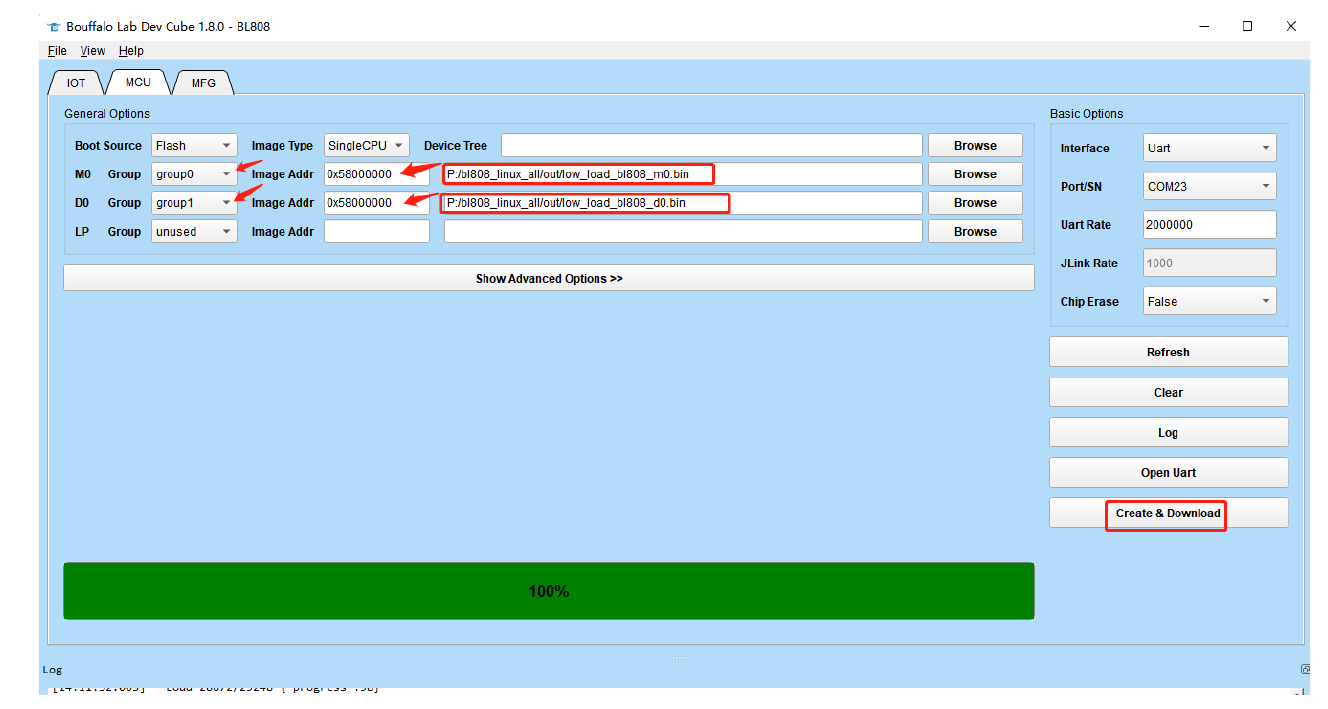 Bouffalo Lab Dev Cube 1.8.0 - BL808
File View Help
IOT MCU MFG
General Options
Boot Source Flash Image Type SingleCPU Device Tree Browse
M0 Group group0 Image Addr 0x58000000 P:/bl808_linux_all/out/low_load_bl808_m0.bin Browse
D0 Group group1 Image Addr 0x58000000 P:/bl808_linux_all/out/low_load_bl808_d0.bin Browse
LP Group unused Image Addr Browse
Show Advanced Options >>
100%
Basic Options
Interface Uart
Port/SN COM23
Uart Rate 2000000
JLink Rate 1000
Chip Erase False
Refresh
Clear
Log
Open Uart
Create & Download
Log